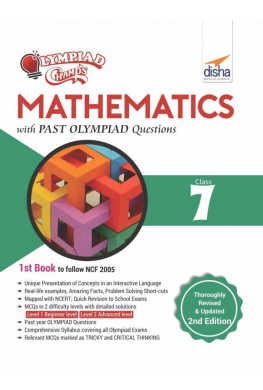 OLYMPIAD
CHAMPS
disha
MATHEMATICS
with PAST OLYMPIAD Questions
Class
7
1st Book to follow NCF 2005
• Unique Presentation of Concepts in an Interactive Language
• Real-life examples, Amazing Facts, Problem Solving Short-cuts
• Mapped with NCERT; Quick Revision to School Exams
• MCQs in 2 difficulty levels with detailed solutions
Level 1 Beginner level Level 2 Advanced level
• Past year OLYMPIAD Questions
• Comprehensive Syllabus covering all Olympiad Exams
• Relevant MCQs marked as TRICKY and CRITICAL THINKING
Thoroughly
Revised
& Updated
2nd Edition